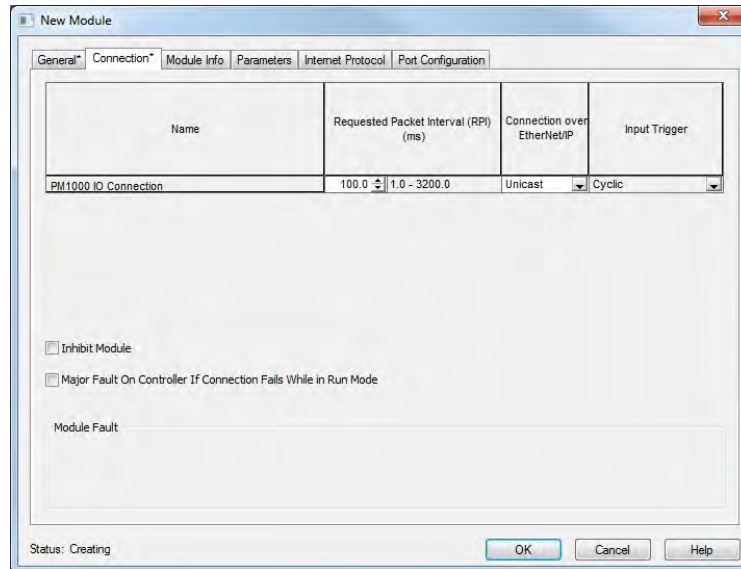 New Module
General* Connection* Module Info Parameters Internet Protocol Port Configuration
Name Requested Packet Interval (RPI) (ms) Connection over EtherNet/IP Input Trigger
PM1000 IO Connection 100.0 1.0 - 3200.0 Unicast Cyclic
Inhibit Module
Major Fault On Controller If Connection Fails While in Run Mode
Module Fault
Status: Creating OK Cancel Help